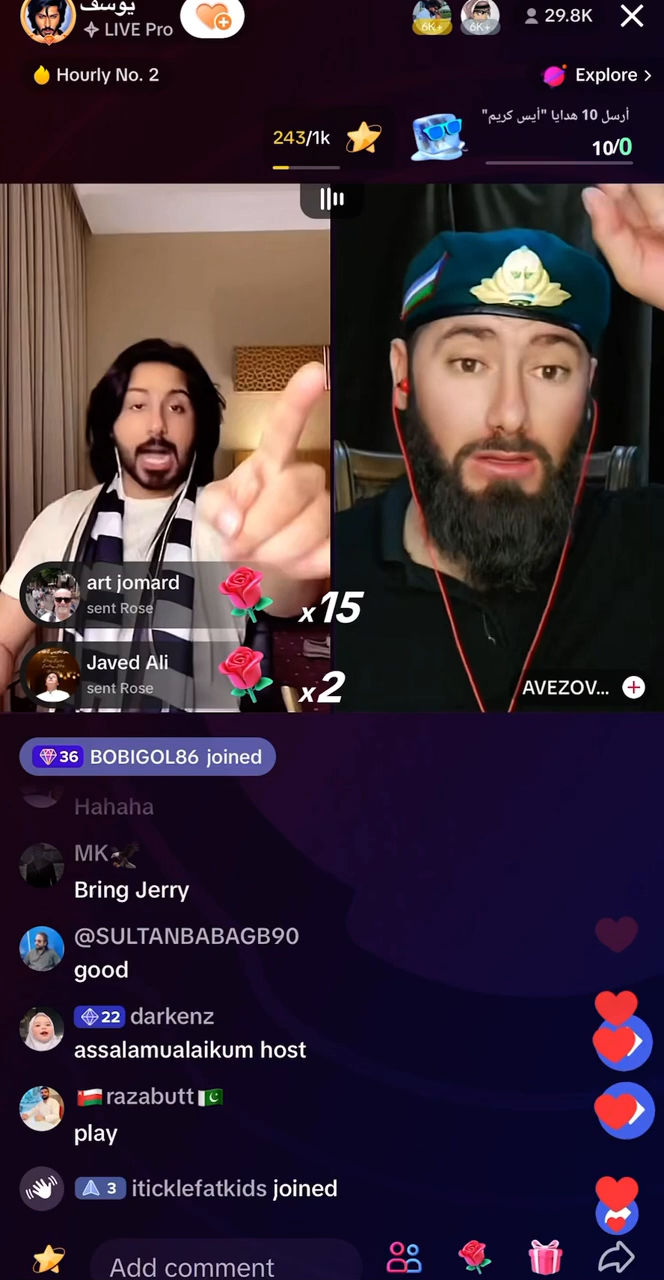 يوسف
LIVE Pro
6K+
6K+
29.8K
Hourly No. 2
Explore
243/1k
أرسل 10 هدايا "أيس كريم"
10/0
art jomard
sent Rose
x15
Javed Ali
sent Rose
x2
AVEZOV...
36 BOBIGOL86 joined
Hahaha
MK
Bring Jerry
@SULTANBABAGB90
good
22 darkenz
assalamualaikum host
razabutt
play
3 iticklefatkids joined
Add comment